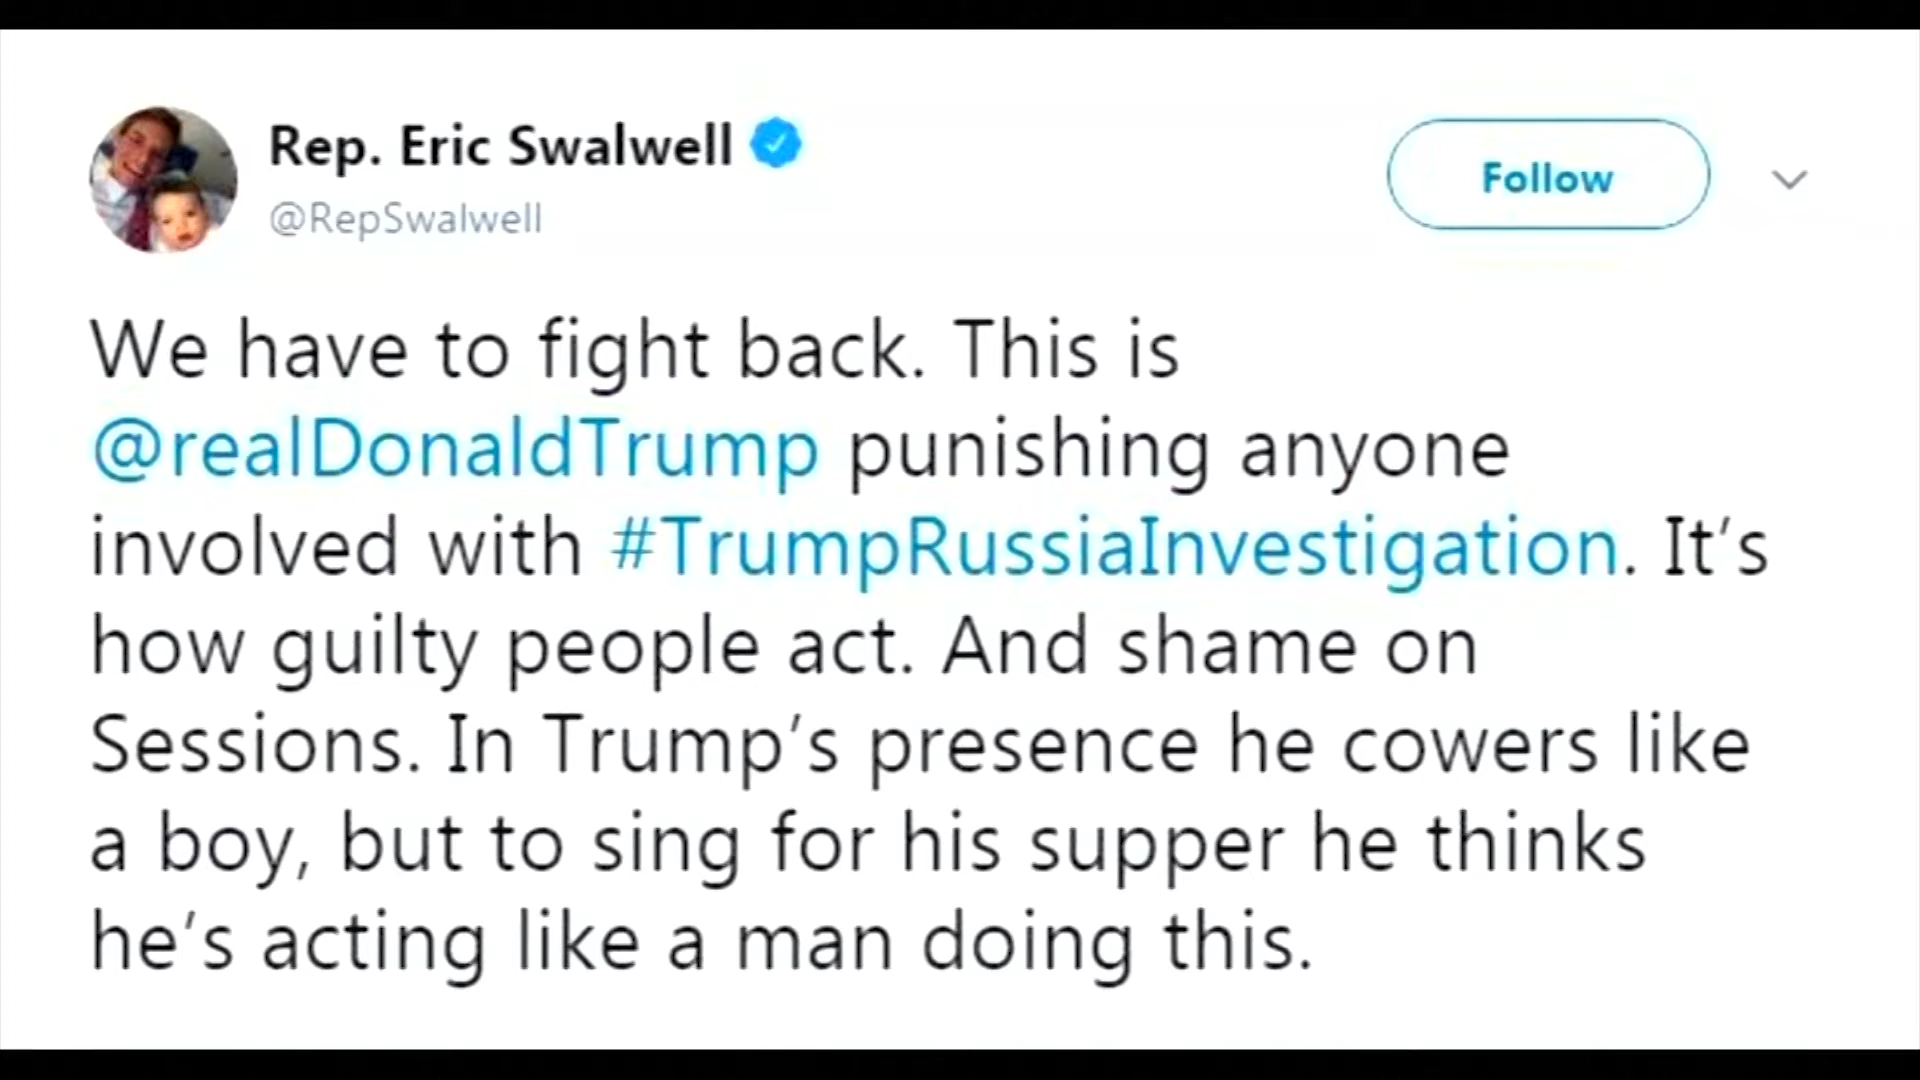 Rep. Eric Swalwell
@RepSwalwell
Follow
We have to fight back. This is
@realDonaldTrump punishing anyone
involved with #TrumpRussiaInvestigation. It's
how guilty people act. And shame on
Sessions. In Trump's presence he cowers like
a boy, but to sing for his supper he thinks
he's acting like a man doing this.